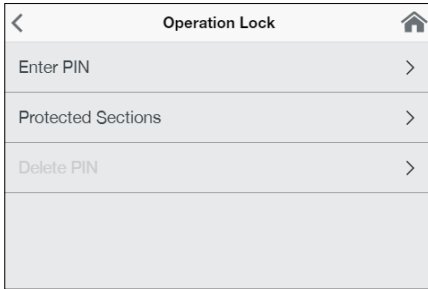 Operation Lock
Enter PIN
Protected Sections
Delete PIN